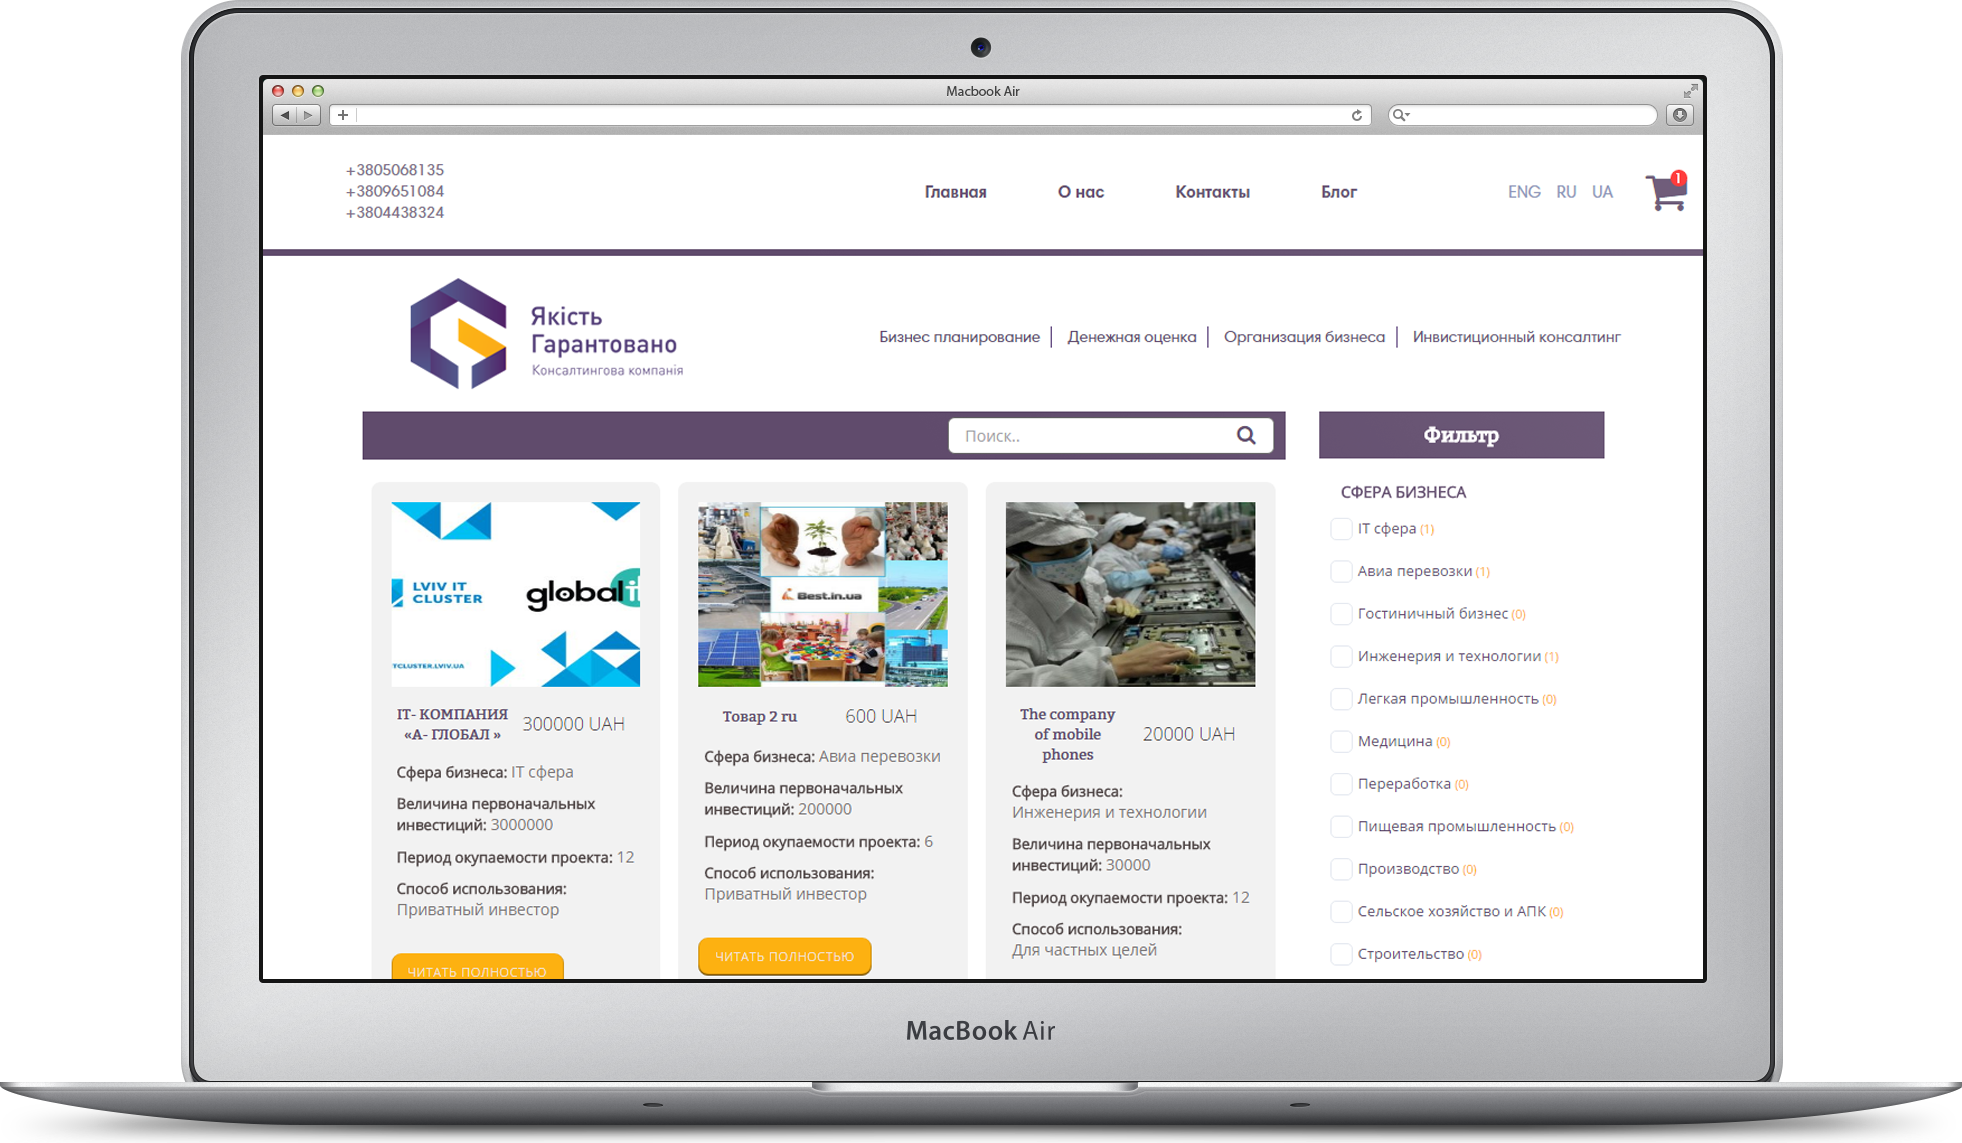 Macbook Air
+3805068135
+3809651084
+3804438324
Главная О нас Контакты Блог ENG RU UA 1
Якість
Гарантовано
Консалтингова компанія
Бизнес планирование Денежная оценка Организация бизнеса Инвистиционный консалтинг
Поиск..
LVIV IT
CLUSTER
globalit
TCLUSTER.LVIV.UA
IT- КОМПАНИЯ
«А- ГЛОБАЛ »
300000 UAH
Сфера бизнеса: IT сфера
Величина первоначальных
инвестиций: 3000000
Период окупаемости проекта: 12
Способ использования:
Приватный инвестор
ЧИТАТЬ ПОЛНОСТЬЮ
Best.in.ua
Товар 2 ru
600 UAH
Сфера бизнеса: Авиа перевозки
Величина первоначальных
инвестиций: 200000
Период окупаемости проекта: 6
Способ использования:
Приватный инвестор
ЧИТАТЬ ПОЛНОСТЬЮ
The company
of mobile
phones
20000 UAH
Сфера бизнеса:
Инженерия и технологии
Величина первоначальных
инвестиций: 30000
Период окупаемости проекта: 12
Способ использования:
Для частных целей
Фильтр
СФЕРА БИЗНЕСА
IT сфера (1)
Авиа перевозки (1)
Гостиничный бизнес (0)
Инженерия и технологии (1)
Легкая промышленность (0)
Медицина (0)
Переработка (0)
Пищевая промышленность (0)
Производство (0)
Сельское хозяйство и АПК (0)
Строительство (0)
MacBook Air